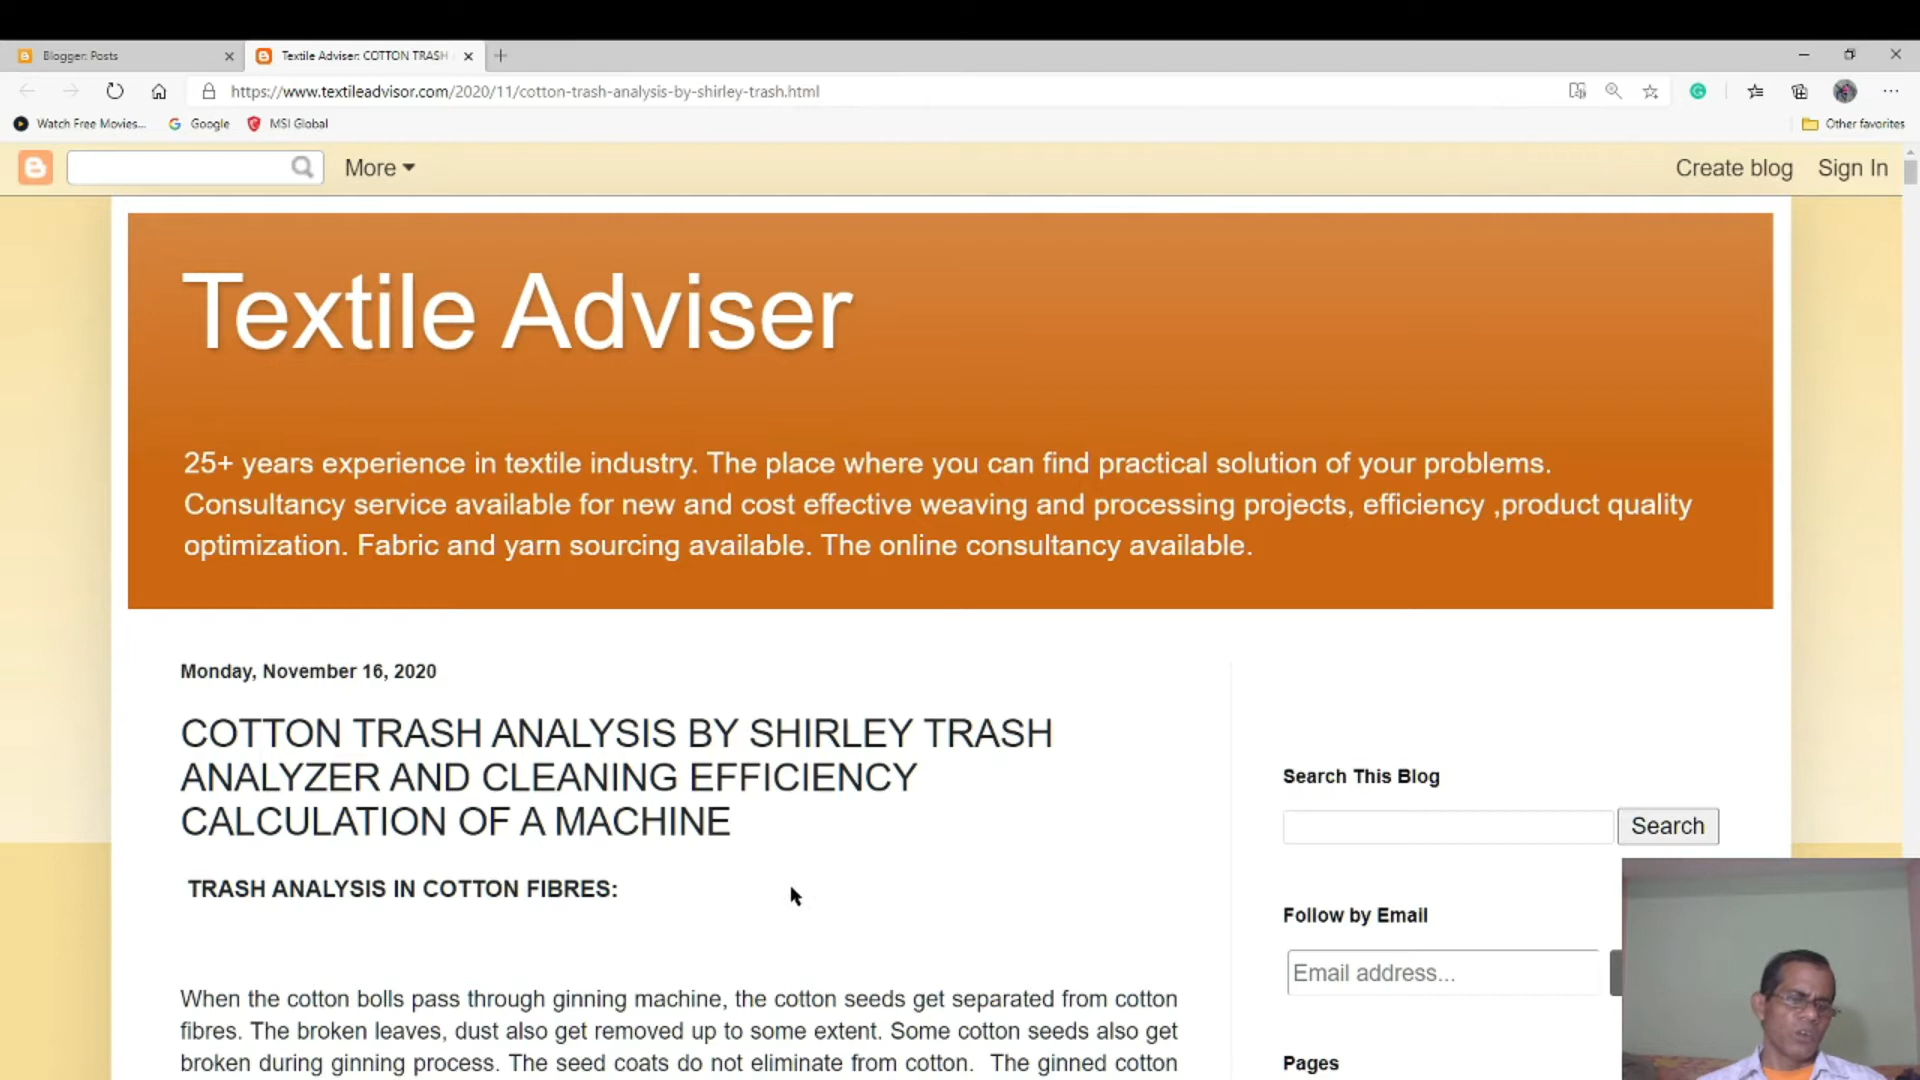 Blogger: Posts
Textile Adviser: COTTON TRASH
https://www.textileadvisor.com/2020/11/cotton-trash-analysis-by-shirley-trash.html
Watch Free Movies...
Google
MSI Global
Other favorites
More
Create blog
Sign In
Textile Adviser
25+ years experience in textile industry. The place where you can find practical solution of your problems.
Consultancy service available for new and cost effective weaving and processing projects, efficiency ,product quality
optimization. Fabric and yarn sourcing available. The online consultancy available.
Monday, November 16, 2020
COTTON TRASH ANALYSIS BY SHIRLEY TRASH
ANALYZER AND CLEANING EFFICIENCY
CALCULATION OF A MACHINE
TRASH ANALYSIS IN COTTON FIBRES:
When the cotton bolls pass through ginning machine, the cotton seeds get separated from cotton
fibres. The broken leaves, dust also get removed up to some extent. Some cotton seeds also get
broken during ginning process. The seed coats do not eliminate from cotton.  The ginned cotton
Search This Blog
Search
Follow by Email
Email address...
Pages